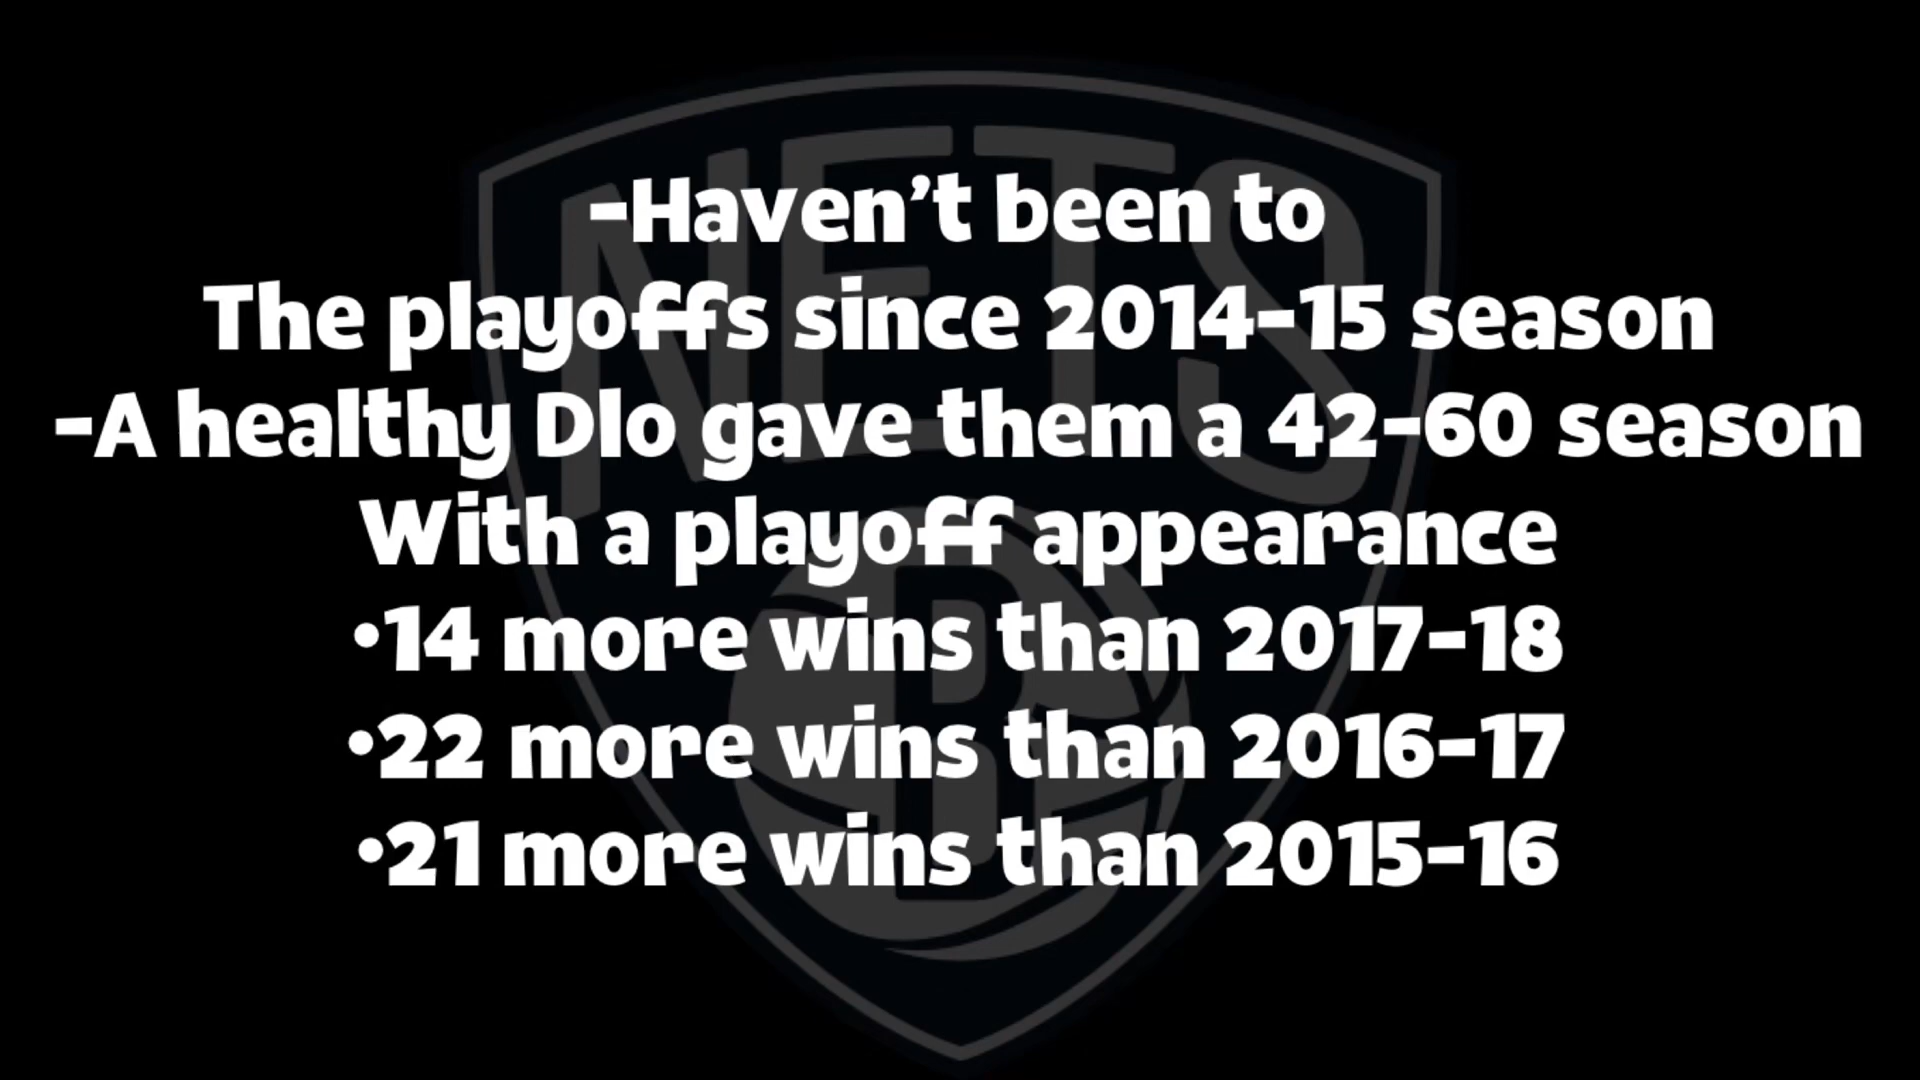 NETS
B
-Haven't been to
The playoffs since 2014-15 season
-A healthy Dlo gave them a 42-60 season
With a playoff appearance
•14 more wins than 2017-18
•22 more wins than 2016-17
•21 more wins than 2015-16